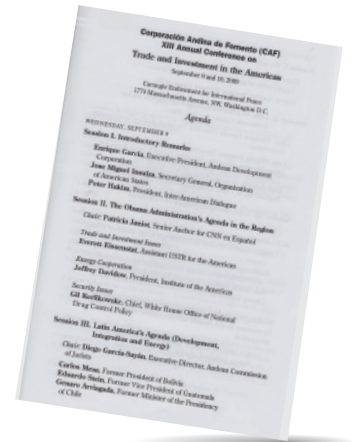 Corporación Andina de Fomento (CAF)
XIII Annual Conference on
Trade and Investment in the Americas
September 9 and 10, 2009
Carnegie Endowment for International Peace
1779 Massachusetts Avenue, NW, Washington D.C.
Agenda
WEDNESDAY, SEPTEMBER 9
Session I. Introductory Remarks
Enrique García, Executive President, Andean Development
Corporation
Jose Miguel Insulza, Secretary General, Organization
of American States
Peter Hakim, President, Inter-American Dialogue
Session II. The Obama Administration's Agenda in the Region
Chair: Patricia Janiot, Senior Anchor for CNN en Español
Trade and Investment Issues
Everett Eissenstat, Assistant USTR for the Americas
Energy Cooperation
Jeffrey Davidow, President, Institute of the Americas
Security Issues
Gil Kerlikowske, Chief, White House Office of National
Drug Control Policy
Session III. Latin America's Agenda (Development,
Integration and Energy)
Chair: Diego García-Sayán, Executive Director, Andean Commission
of Jurists
Carlos Mesa, Former President of Bolivia
Eduardo Stein, Former Vice President of Guatemala
Genaro Arriagada, Former Minister of the Presidency
of Chile